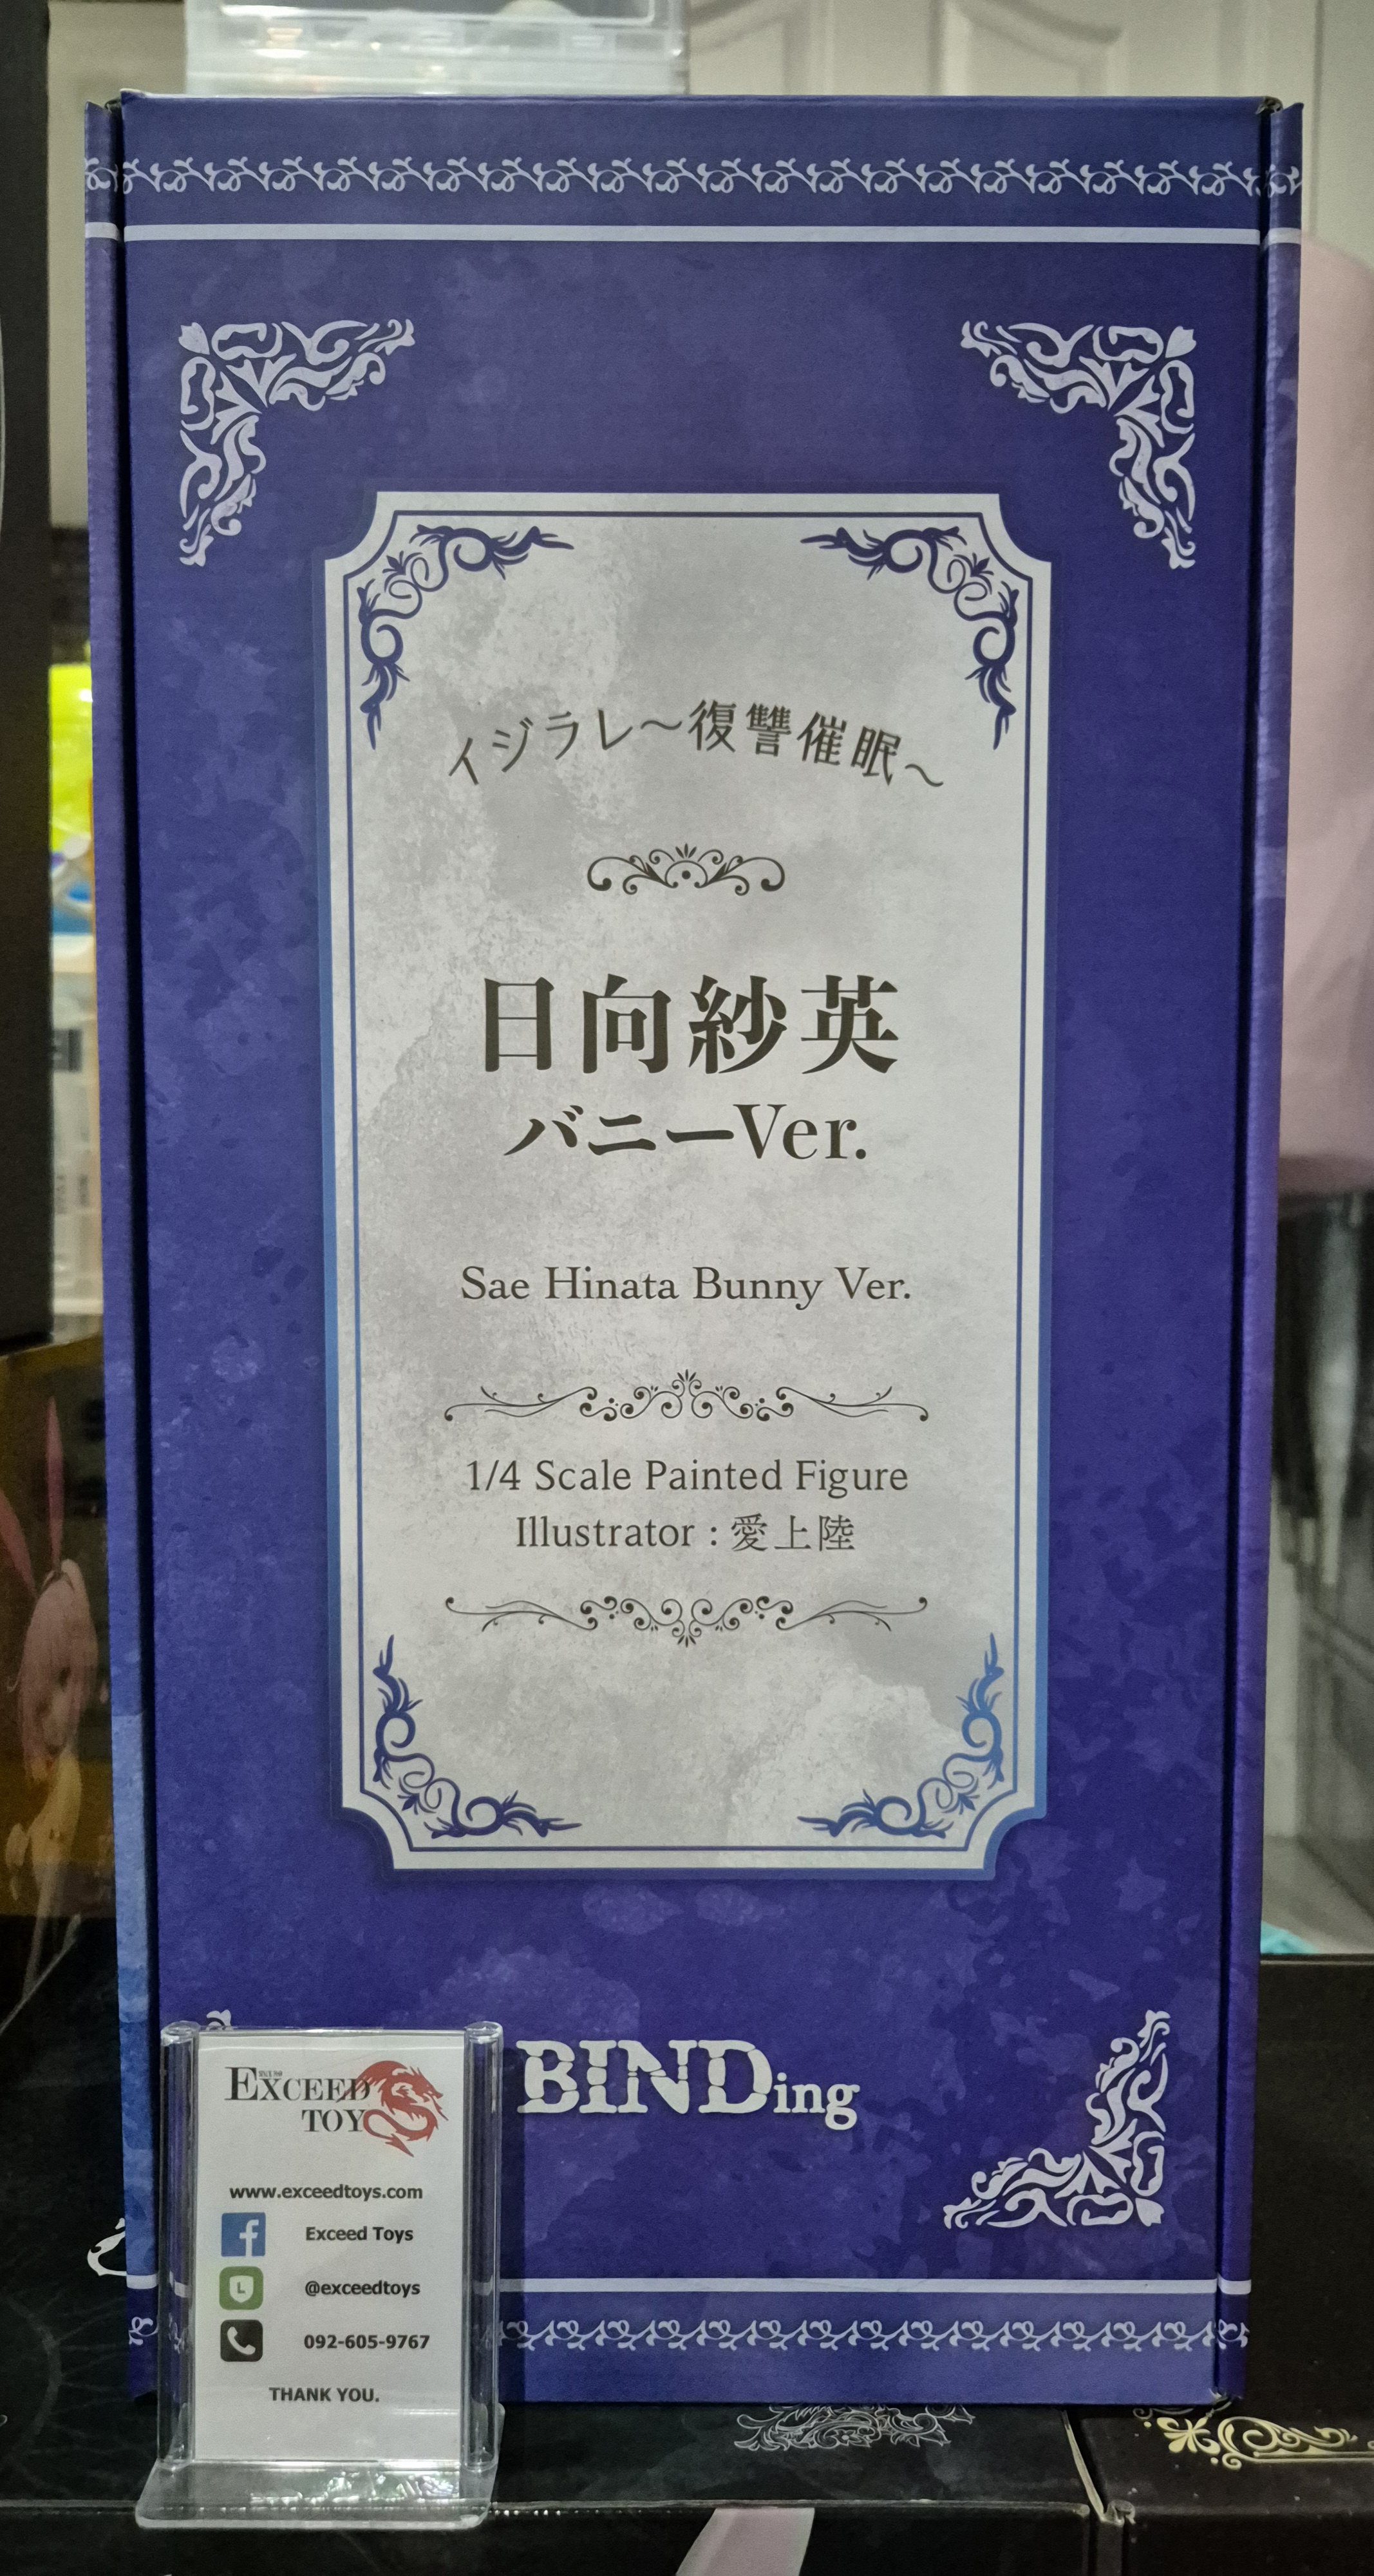 イジラレ～復讐催眠～
日向紗英
バニーVer.
Sae Hinata Bunny Ver.
1/4 Scale Painted Figure
Illustrator : 愛上陸
BINDing
EXCEED
TOYS
www.exceedtoys.com
Exceed Toys
@exceedtoys
092-605-9767
THANK YOU.